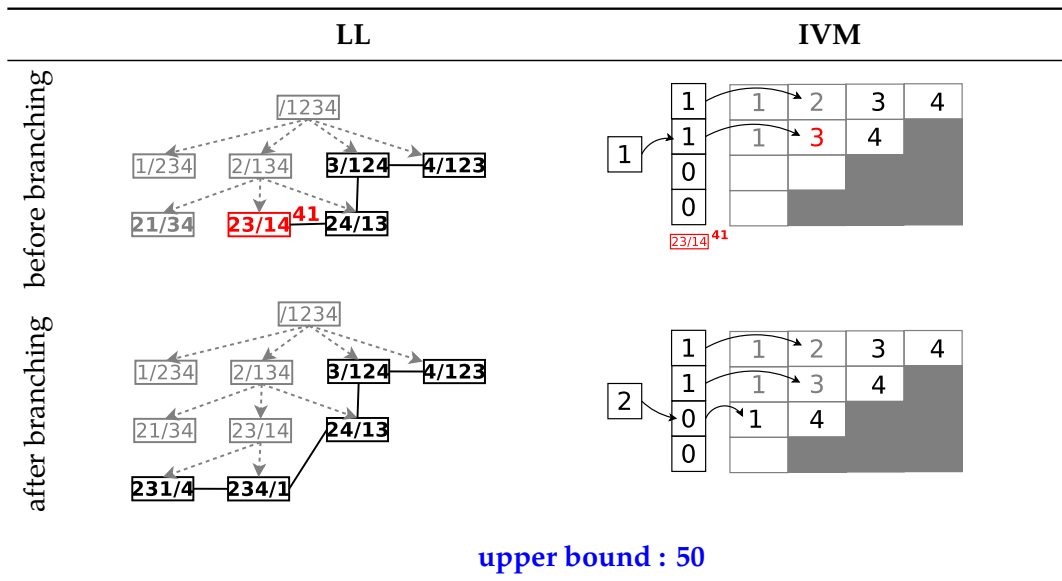 LL IVM
before branching
/1234
1/234 2/134 3/124 4/123
21/34 23/14 41 24/13
1 1 2 3 4
1 1 1 3 4
0
0
23/14 41
after branching
/1234
1/234 2/134 3/124 4/123
21/34 23/14 24/13
231/4 234/1
1 1 2 3 4
1 1 3 4
2 0 1 4
0
upper bound : 50